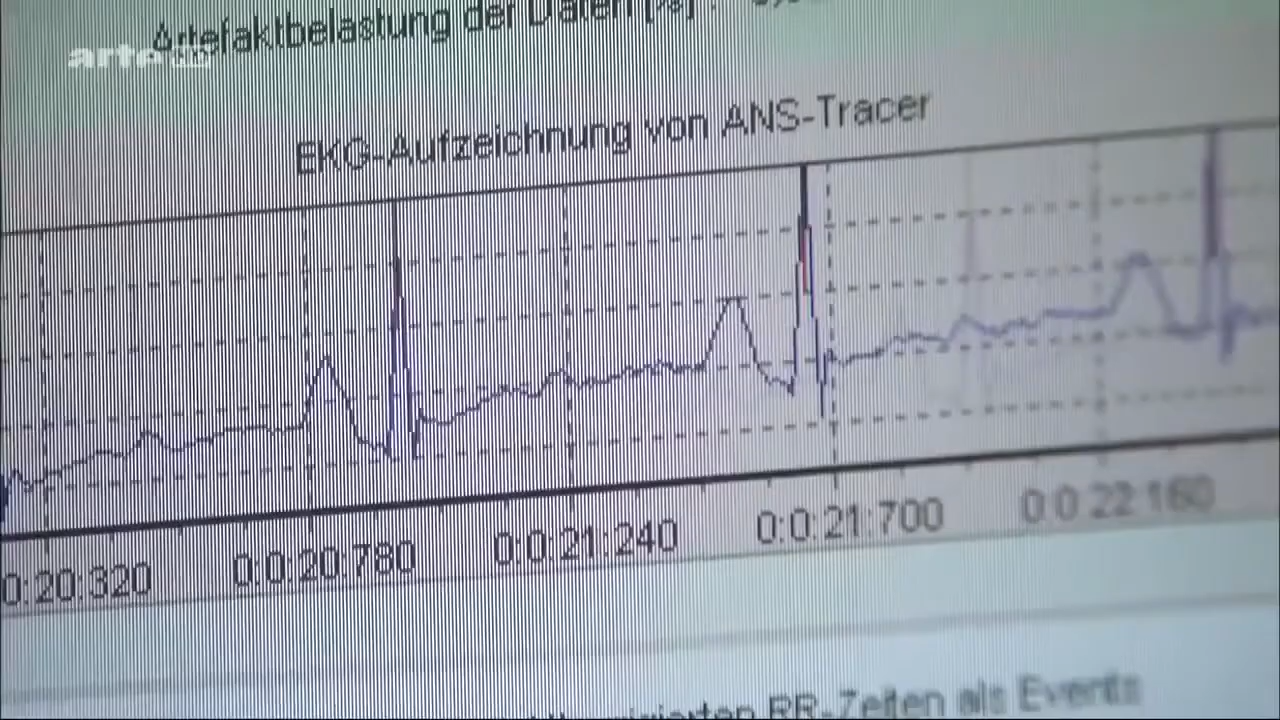 Artefaktbelastung der Daten [%] :
arte HD
EKG-Aufzeichnung von ANS-Tracer
0:20:320 0:0:20:780 0:0:21:240 0:0:21:700 0:0:22:160
RR-Zeiten als Events